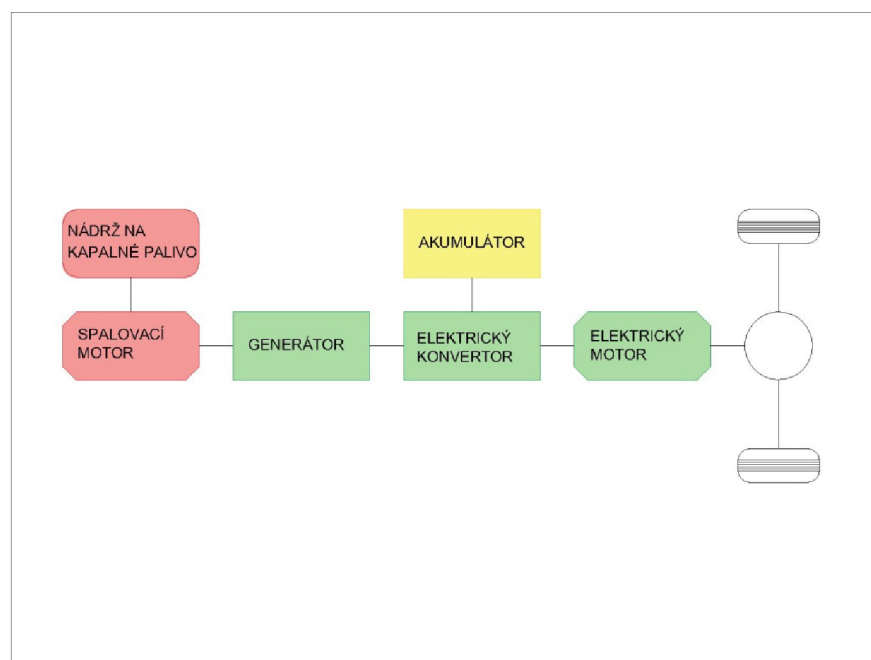 NÁDRŽ NA
KAPALNÉ PALIVO
AKUMULÁTOR
SPALOVACÍ
MOTOR
GENERÁTOR
ELEKTRICKÝ
KONVERTOR
ELEKTRICKÝ
MOTOR